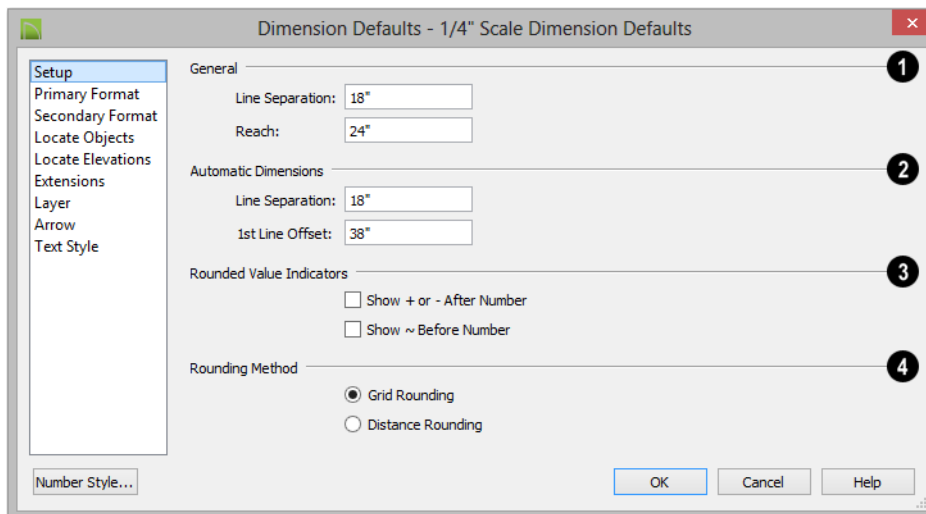 Dimension Defaults - 1/4" Scale Dimension Defaults
Setup
Primary Format
Secondary Format
Locate Objects
Locate Elevations
Extensions
Layer
Arrow
Text Style
General
1
Line Separation: 18"
Reach: 24"
Automatic Dimensions
2
Line Separation: 18"
1st Line Offset: 38"
Rounded Value Indicators
3
Show + or - After Number
Show ~ Before Number
Rounding Method
4
Grid Rounding
Distance Rounding
Number Style...
OK
Cancel
Help